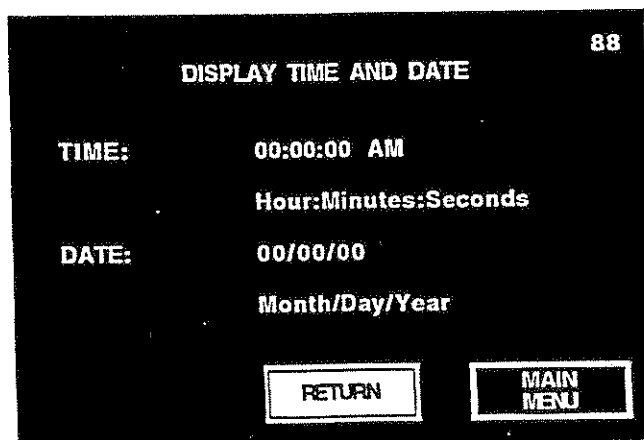 88
DISPLAY TIME AND DATE
TIME: 00:00:00 AM
Hour:Minutes:Seconds
DATE: 00/00/00
Month/Day/Year
RETURN
MAIN
MENU